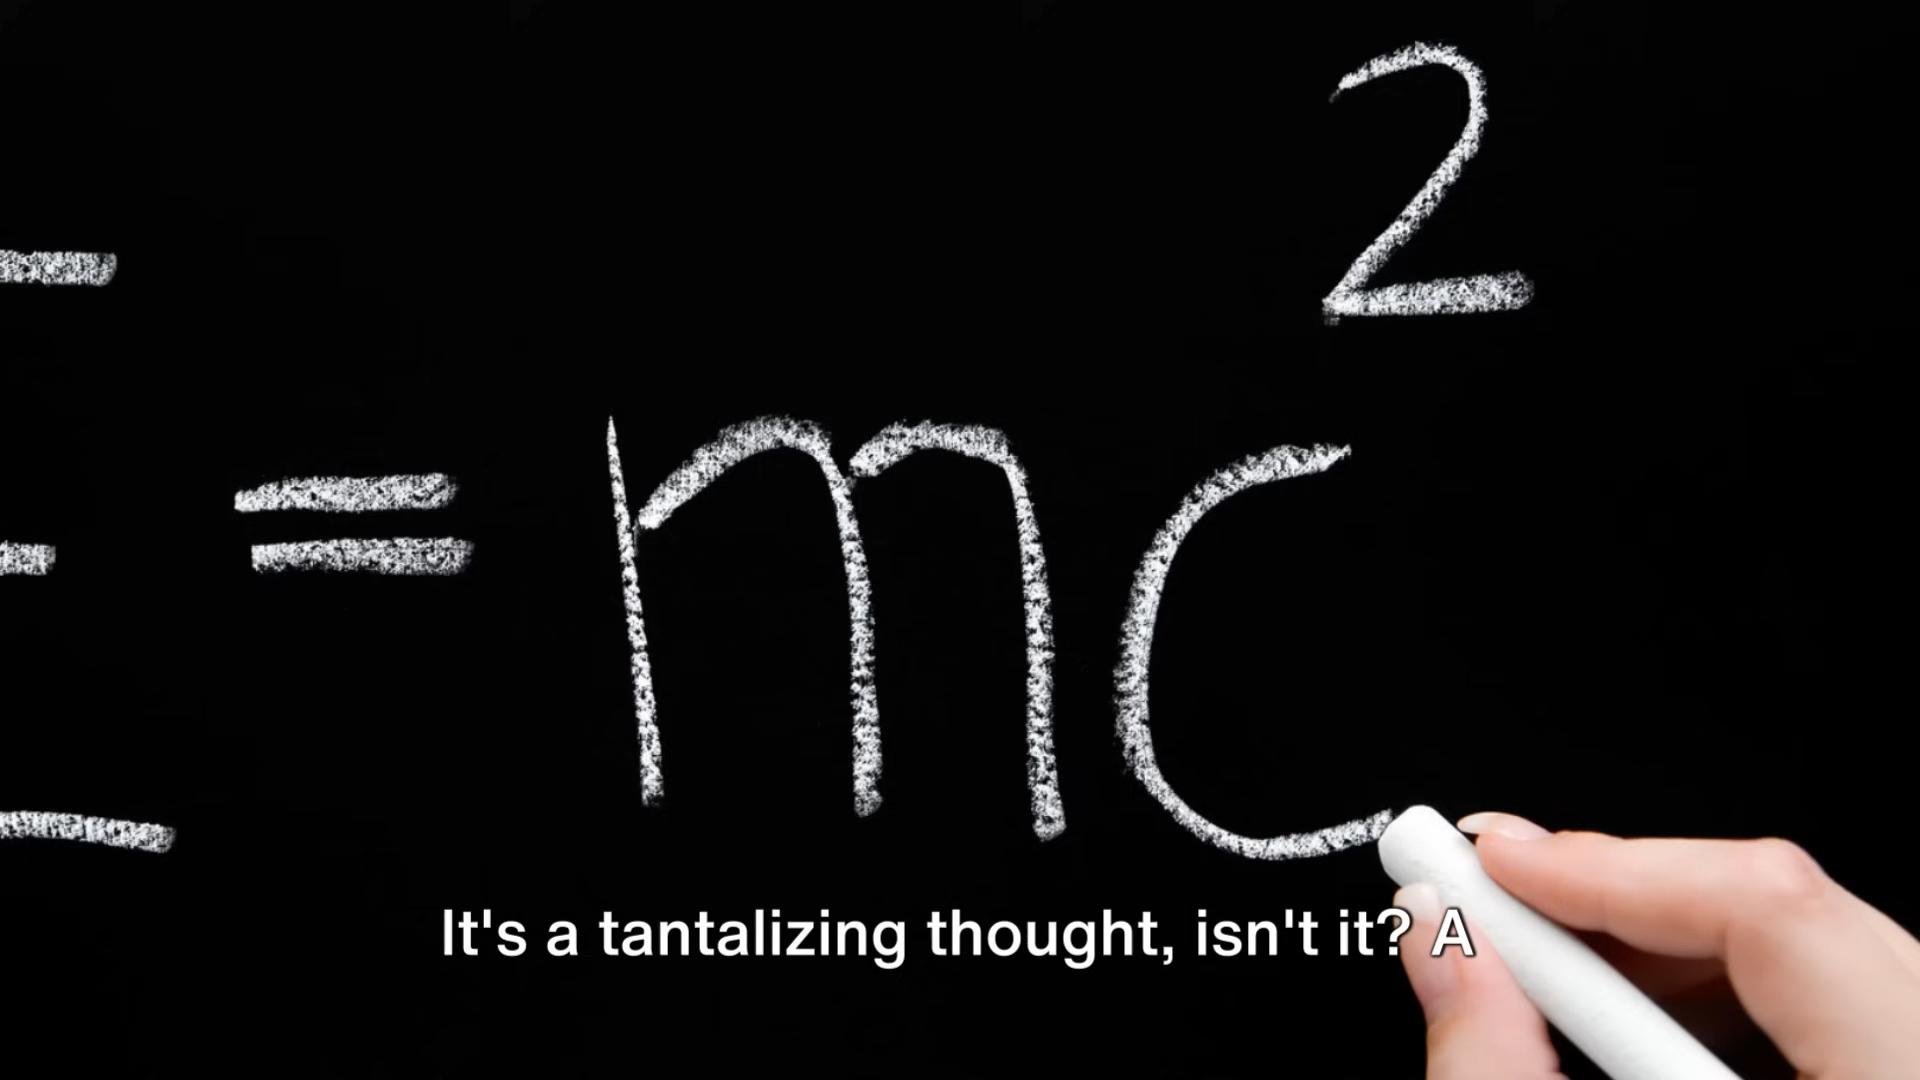 = mc²
It's a tantalizing thought, isn't it? A